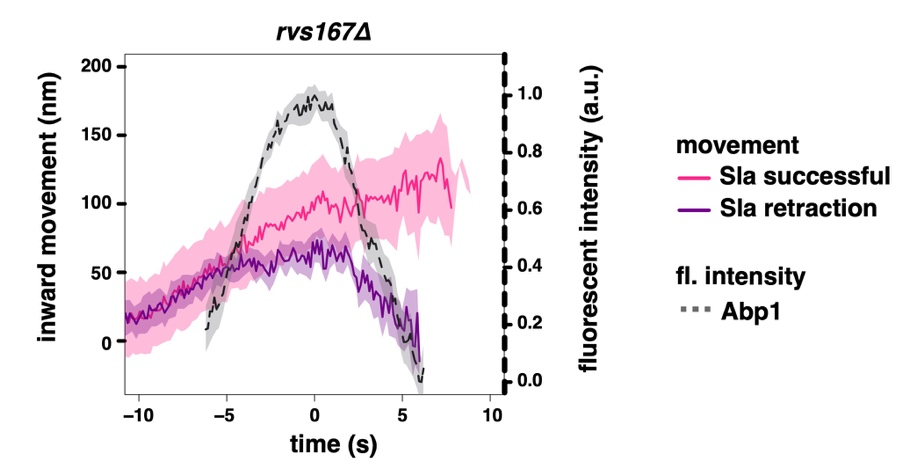 rvs167Δ
inward movement (nm)
200
150
100
50
0
1.0
0.8
0.6
0.4
0.2
0.0
fluorescent intensity (a.u.)
−10
−5
0
5
10
time (s)
movement
Sla successful
Sla retraction
fl. intensity
Abp1